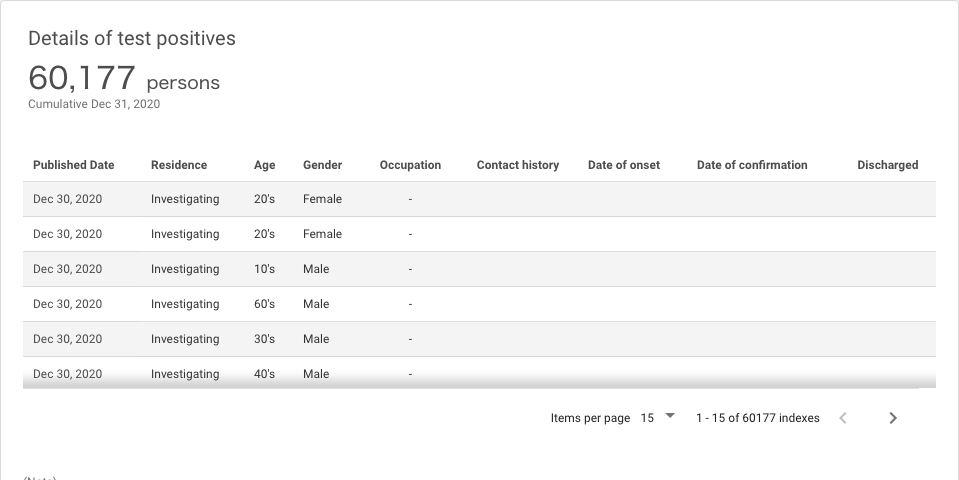 Details of test positives
60,177 persons
Cumulative Dec 31, 2020
Published Date Residence Age Gender Occupation Contact history Date of onset Date of confirmation Discharged
Dec 30, 2020 Investigating 20's Female -
Dec 30, 2020 Investigating 20's Female -
Dec 30, 2020 Investigating 10's Male -
Dec 30, 2020 Investigating 60's Male -
Dec 30, 2020 Investigating 30's Male -
Dec 30, 2020 Investigating 40's Male -
Items per page 15 1 - 15 of 60177 indexes
(Note)